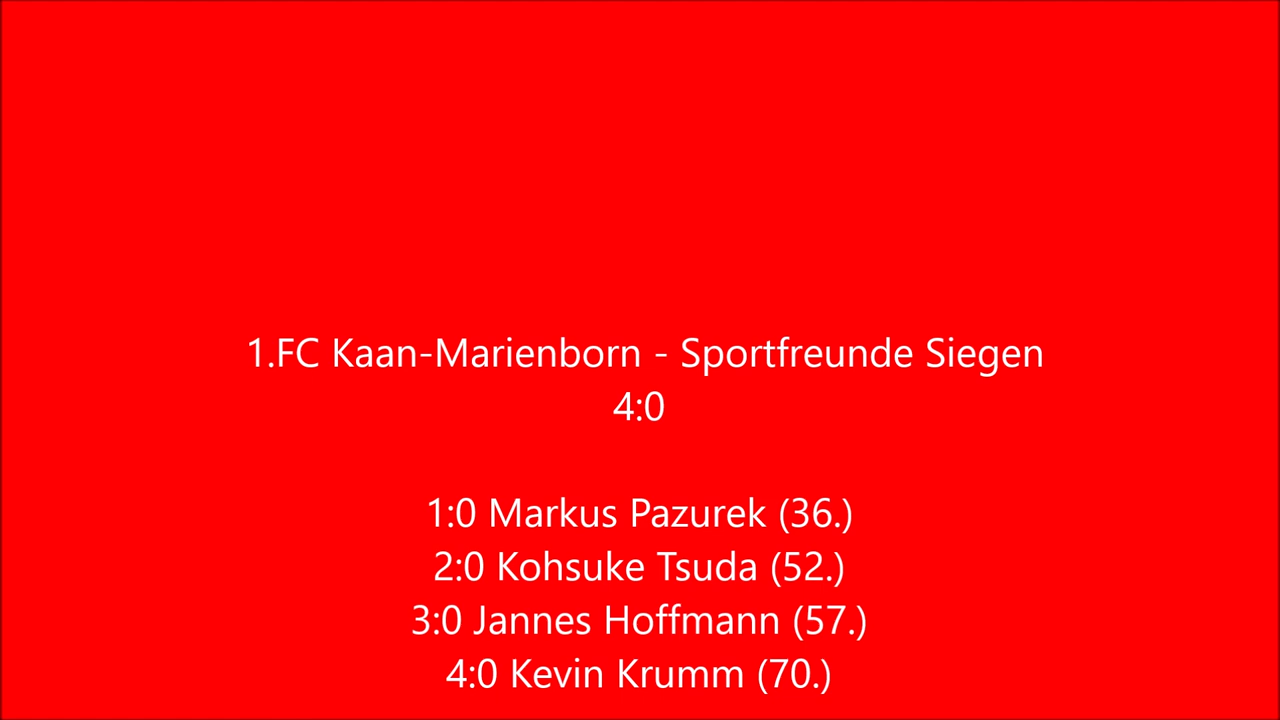 1.FC Kaan-Marienborn - Sportfreunde Siegen
4:0
1:0 Markus Pazurek (36.)
2:0 Kohsuke Tsuda (52.)
3:0 Jannes Hoffmann (57.)
4:0 Kevin Krumm (70.)